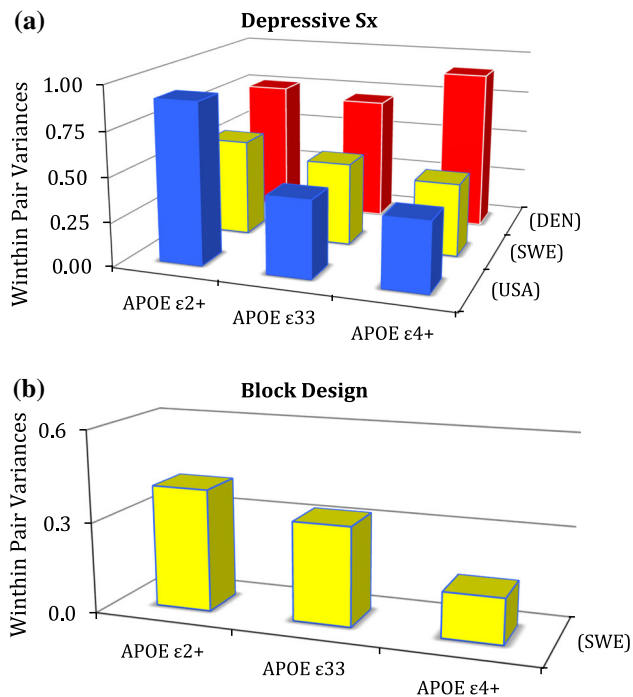 (a)
Depressive Sx
Winthin Pair Variances
1.00
0.75
0.50
0.25
0.00
APOE ε2+
APOE ε33
APOE ε4+
(DEN)
(SWE)
(USA)
(b)
Block Design
Winthin Pair Variances
0.6
0.3
0.0
APOE ε2+
APOE ε33
APOE ε4+
(SWE)